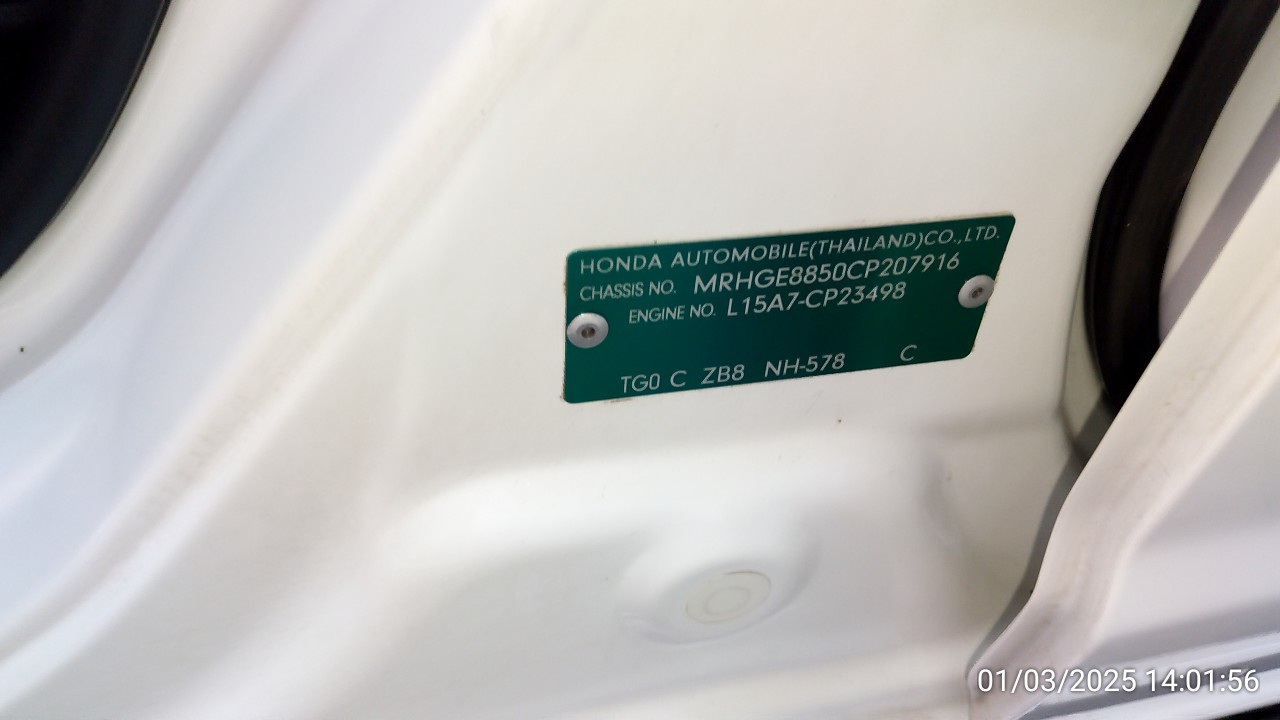 HONDA AUTOMOBILE(THAILAND)CO.,LTD.
CHASSIS NO. MRHGE8850CP207916
ENGINE NO. L15A7-CP23498
TG0 C ZB8 NH-578 C
01/03/2025 14:01:56